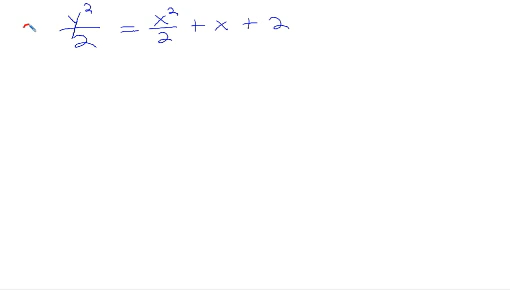 y²/2 = x²/2 + x + 2